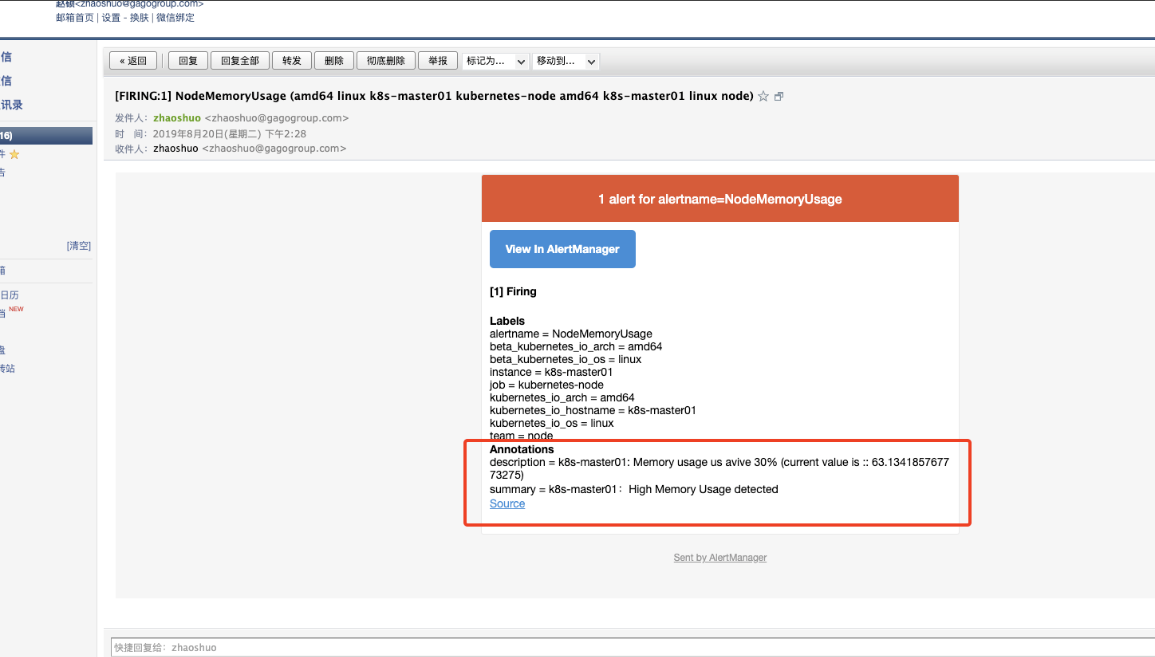 赵硕<zhaoshuo@gagogroup.com>
邮箱首页 | 设置 - 换肤 | 微信绑定
信
信
讯录
16)
件
告
[清空]
箱
日历
档 NEW
盘
转站
« 返回 回复 回复全部 转发 删除 彻底删除 举报 标记为... 移动到...
[FIRING:1] NodeMemoryUsage (amd64 linux k8s-master01 kubernetes-node amd64 k8s-master01 linux node)
发件人: zhaoshuo <zhaoshuo@gagogroup.com>
时 间: 2019年8月20日(星期二) 下午2:28
收件人: zhaoshuo <zhaoshuo@gagogroup.com>
1 alert for alertname=NodeMemoryUsage
View In AlertManager
[1] Firing
Labels
alertname = NodeMemoryUsage
beta_kubernetes_io_arch = amd64
beta_kubernetes_io_os = linux
instance = k8s-master01
job = kubernetes-node
kubernetes_io_arch = amd64
kubernetes_io_hostname = k8s-master01
kubernetes_io_os = linux
team = node
Annotations
description = k8s-master01: Memory usage us avive 30% (current value is :: 63.1341857677
73275)
summary = k8s-master01：High Memory Usage detected
Source
Sent by AlertManager
快捷回复给: zhaoshuo